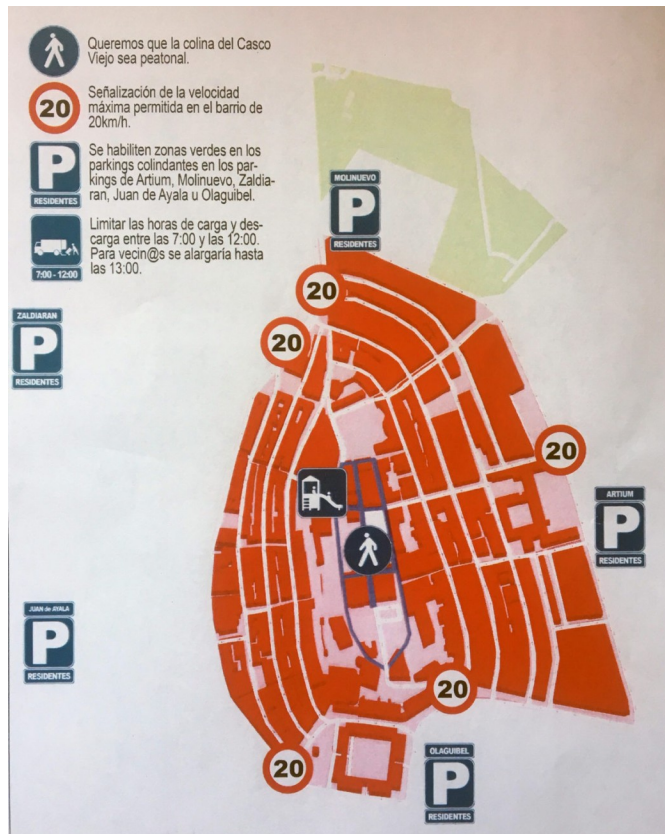 Queremos que la colina del Casco
Viejo sea peatonal.
20
Señalización de la velocidad
máxima permitida en el barrio de
20km/h.
P
RESIDENTES
Se habiliten zonas verdes en los
parkings colindantes en los par-
kings de Artium, Molinuevo, Zaldia-
ran, Juan de Ayala u Olaguibel.
7:00 - 12:00
Limitar las horas de carga y des-
carga entre las 7:00 y las 12:00.
Para vecin@s se alargaría hasta
las 13:00.
MOLINUEVO
P
RESIDENTES
20
ZALDIARAN
P
RESIDENTES
20
20
ARTIUM
P
RESIDENTES
JUAN de AYALA
P
RESIDENTES
20
20
OLAGUIBEL
P
RESIDENTES